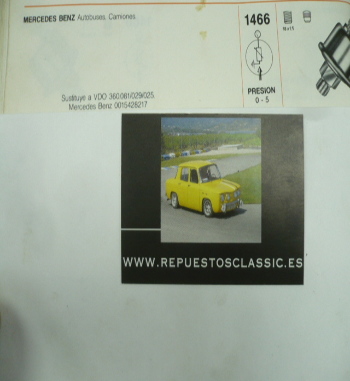 MERCEDES BENZ Autobuses. Camiones.
1466
PRESION
0-5
Sustituye a VDO 360.081/029/025,
Mercedes Benz 0015428217
WWW.REPUESTOSCLASSIC.ES